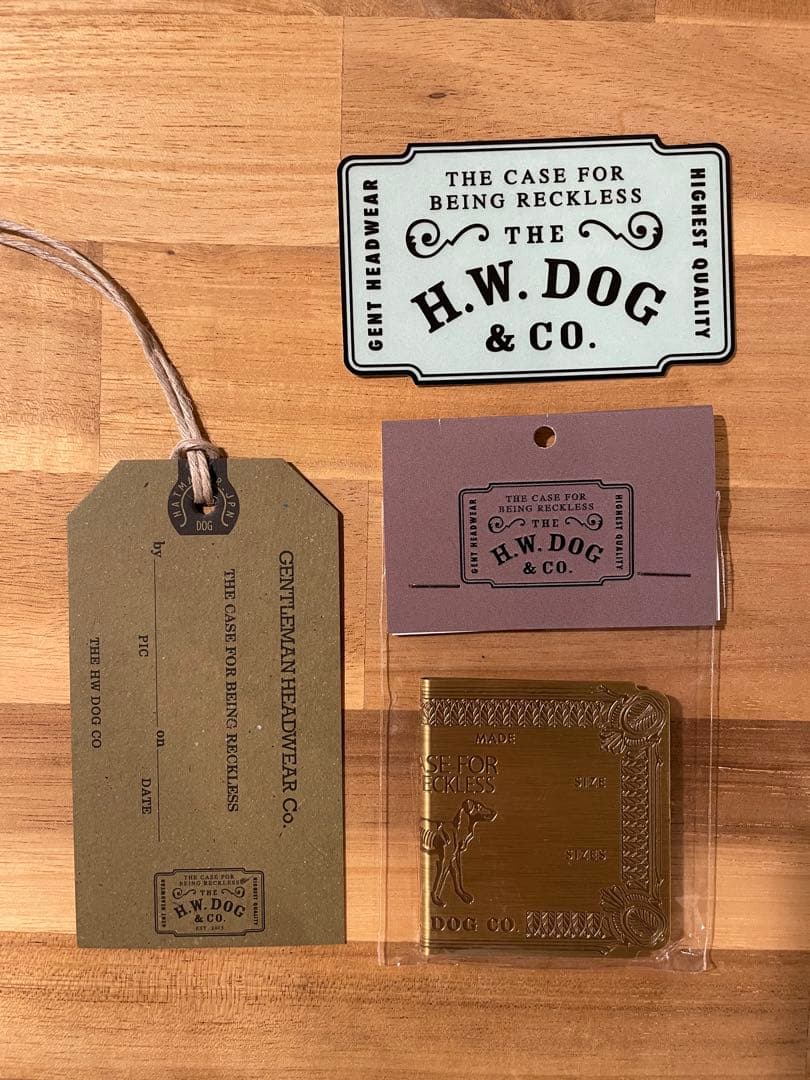 THE CASE FOR
BEING RECKLESS
GENT HEADWEAR
THE
H.W. DOG
& CO.
HIGHEST QUALITY
THE CASE FOR
BEING RECKLESS
GENT HEADWEAR
THE
H.W. DOG
& CO.
HIGHEST QUALITY
DOG
GENTLEMAN HEADWEAR Co.
THE CASE FOR BEING RECKLESS
by PIC on DATE
THE HW DOG CO
THE CASE FOR
BEING RECKLESS
GENT HEADWEAR
THE
H.W. DOG
& CO.
HIGHEST QUALITY
MADE
ASE FOR
ECKLESS
SIZE
SIZES
DOG CO.